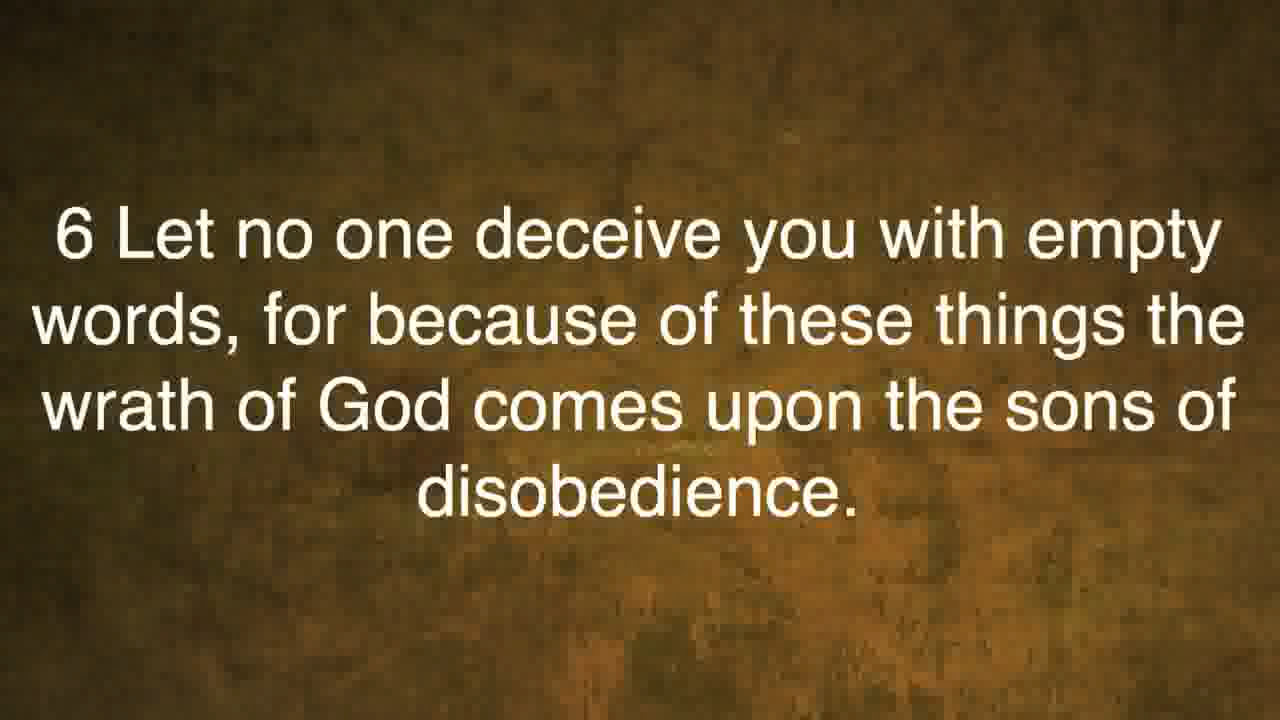 6 Let no one deceive you with empty
words, for because of these things the
wrath of God comes upon the sons of
disobedience.